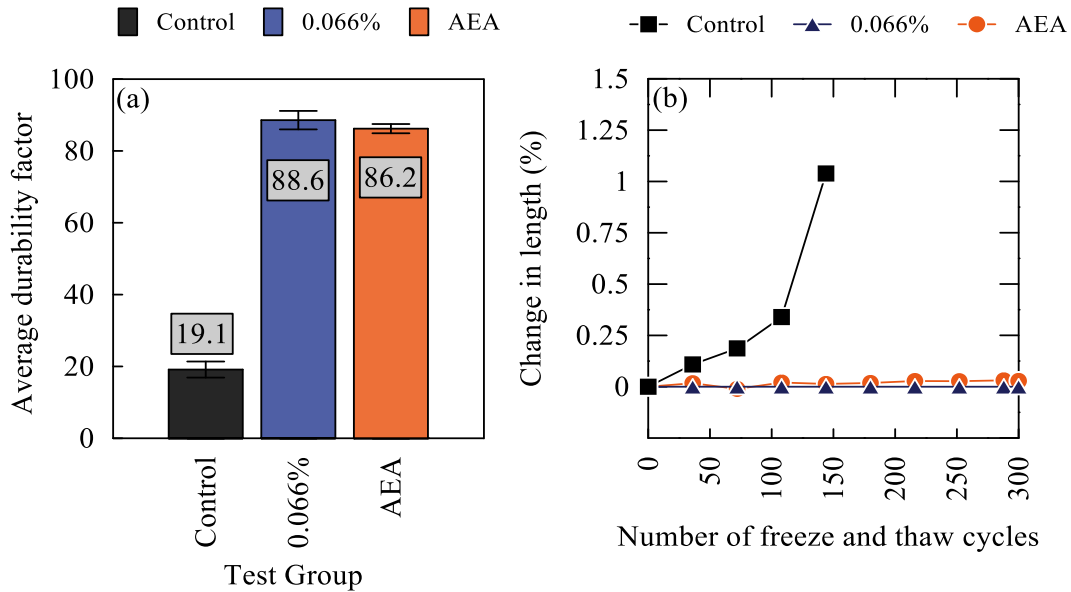 Control 0.066% AEA
(a)
Average durability factor
100
80
60
40
20
0
19.1
88.6
86.2
Control
0.066%
AEA
Test Group
Control 0.066% AEA
(b)
Change in length (%)
1.5
1.25
1
0.75
0.5
0.25
0
0 50 100 150 200 250 300
Number of freeze and thaw cycles